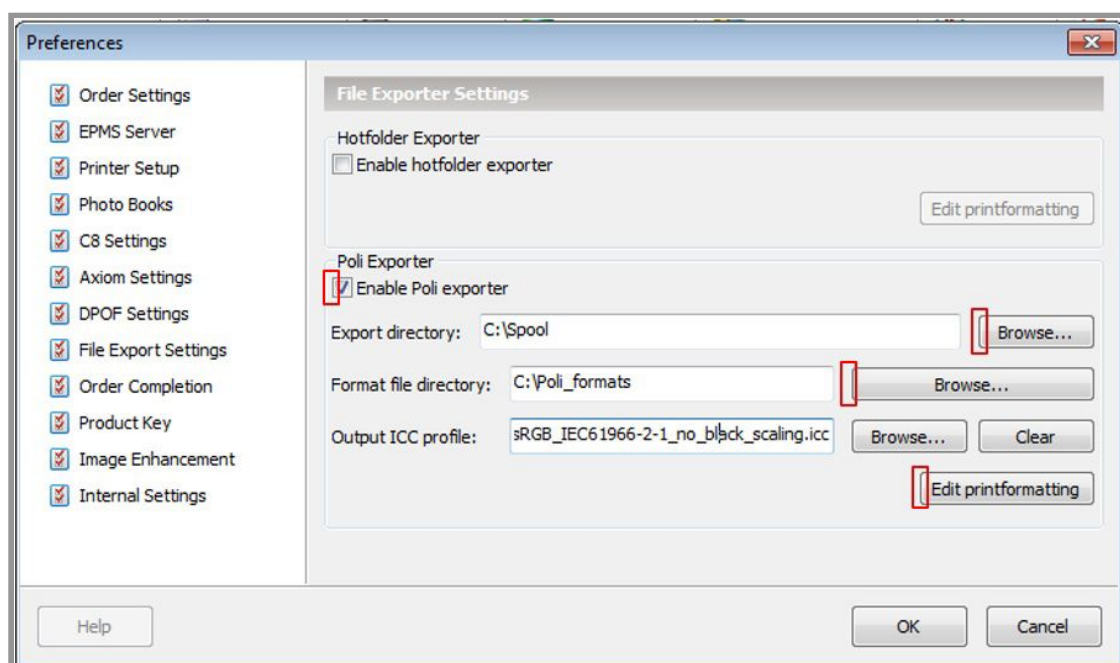 Preferences
Order Settings
EPMS Server
Printer Setup
Photo Books
C8 Settings
Axiom Settings
DPOF Settings
File Export Settings
Order Completion
Product Key
Image Enhancement
Internal Settings
File Exporter Settings
Hotfolder Exporter
Enable hotfolder exporter
Edit printformatting
Poli Exporter
Enable Poli exporter
Export directory: C:\Spool Browse...
Format file directory: C:\Poli_formats Browse...
Output ICC profile: sRGB_IEC61966-2-1_no_black_scaling.icc Browse... Clear
Edit printformatting
Help OK Cancel